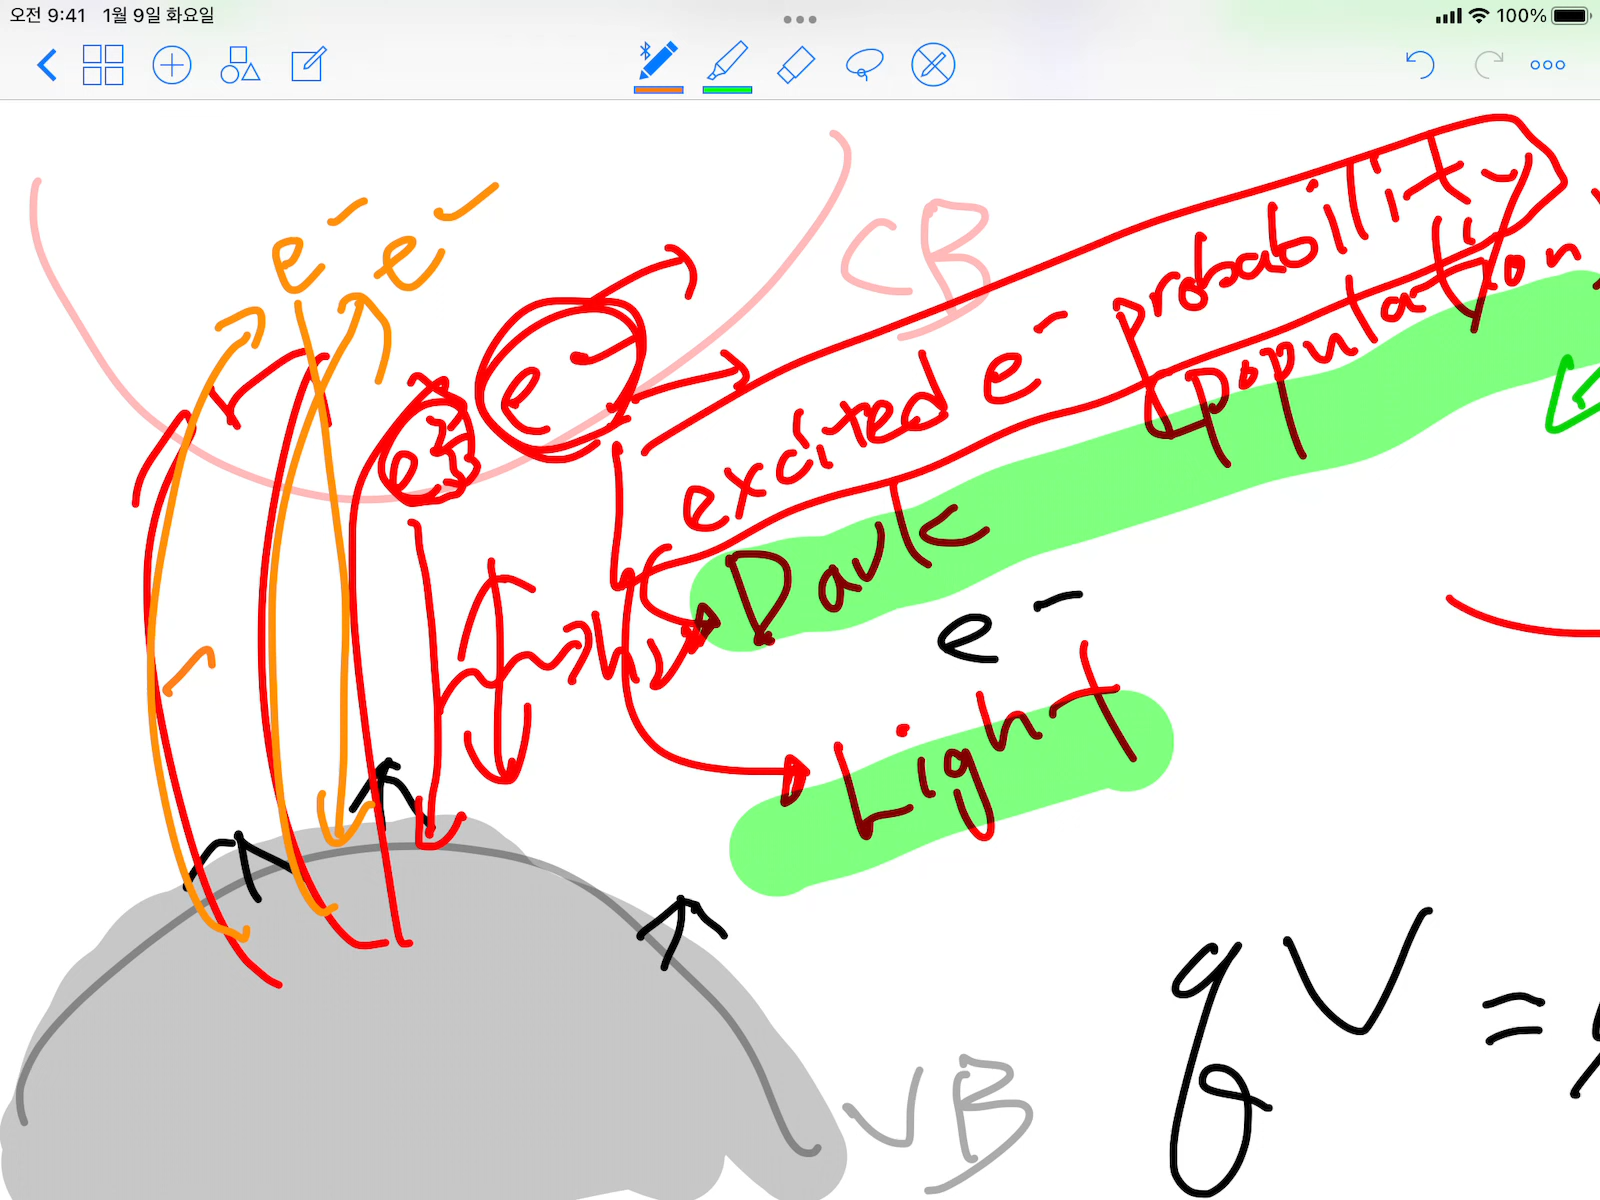 오전 9:41 1월 9일 화요일
100%
e⁻ e⁻
CB
e⁻
excited e⁻ probability
population
Dark
hν
e⁻
Light
qV =
VB